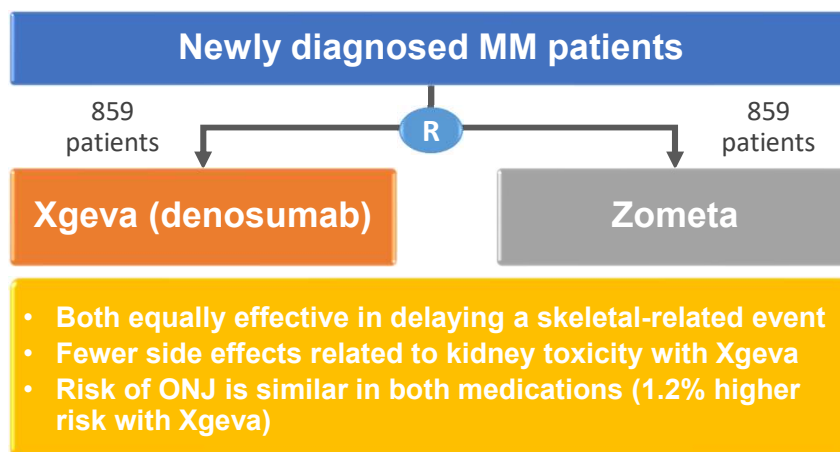 Newly diagnosed MM patients
859
patients
859
patients
R
Xgeva (denosumab)
Zometa
• Both equally effective in delaying a skeletal-related event
• Fewer side effects related to kidney toxicity with Xgeva
• Risk of ONJ is similar in both medications (1.2% higher
risk with Xgeva)